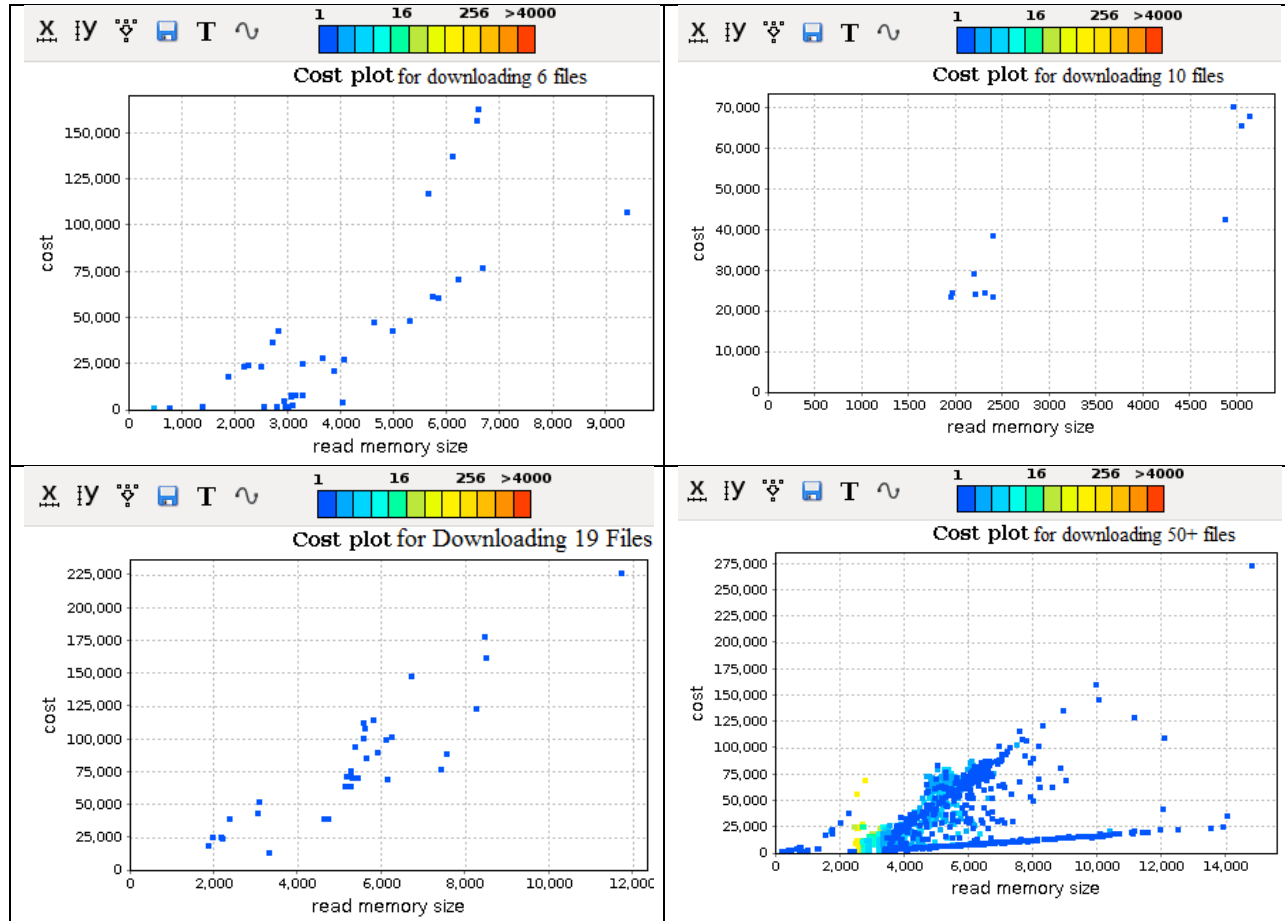 1 16 256 >4000
X Y T
Cost plot for downloading 6 files
150,000
125,000
100,000
75,000
50,000
25,000
0
cost
0 1,000 2,000 3,000 4,000 5,000 6,000 7,000 8,000 9,000
read memory size
1 16 256 >4000
X Y T
Cost plot for downloading 10 files
70,000
60,000
50,000
40,000
30,000
20,000
10,000
0
cost
0 500 1000 1500 2000 2500 3000 3500 4000 4500 5000
read memory size
1 16 256 >4000
X Y T
Cost plot for Downloading 19 Files
225,000
200,000
175,000
150,000
125,000
100,000
75,000
50,000
25,000
0
cost
0 2,000 4,000 6,000 8,000 10,000 12,000
read memory size
1 16 256 >4000
X Y T
Cost plot for downloading 50+ files
275,000
250,000
225,000
200,000
175,000
150,000
125,000
100,000
75,000
50,000
25,000
0
cost
0 2,000 4,000 6,000 8,000 10,000 12,000 14,000
read memory size